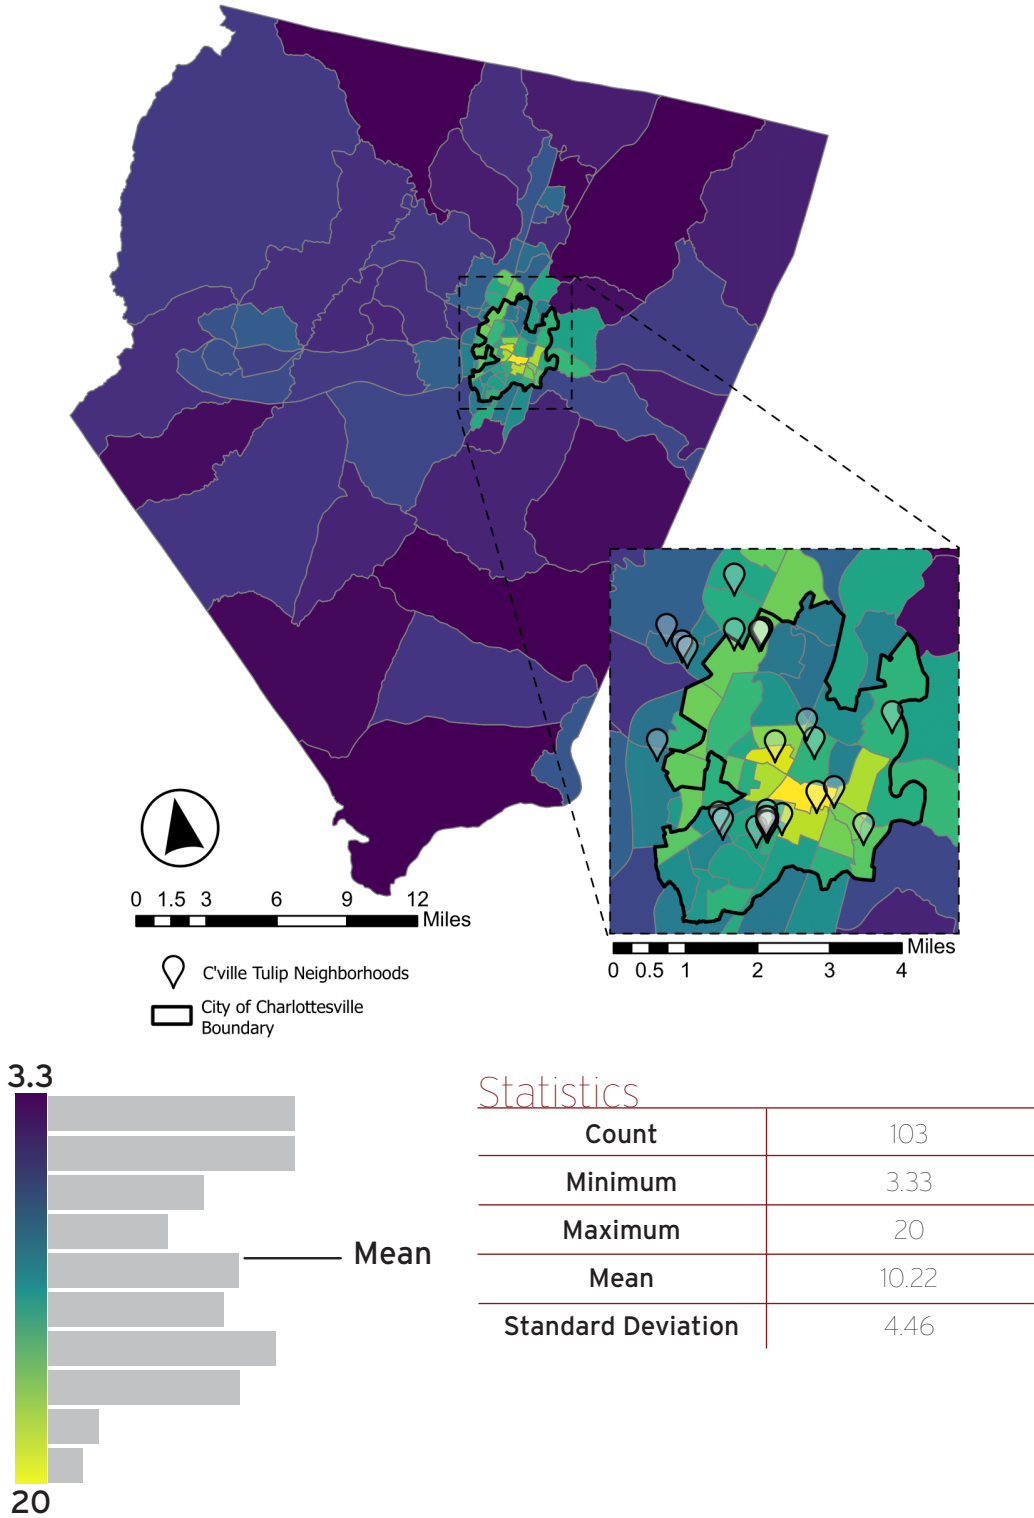 0 1.5 3 6 9 12
Miles
C'ville Tulip Neighborhoods
City of Charlottesville
Boundary
Miles
0 0.5 1 2 3 4
3.3
Mean
20
Statistics
Count 103
Minimum 3.33
Maximum 20
Mean 10.22
Standard Deviation 4.46